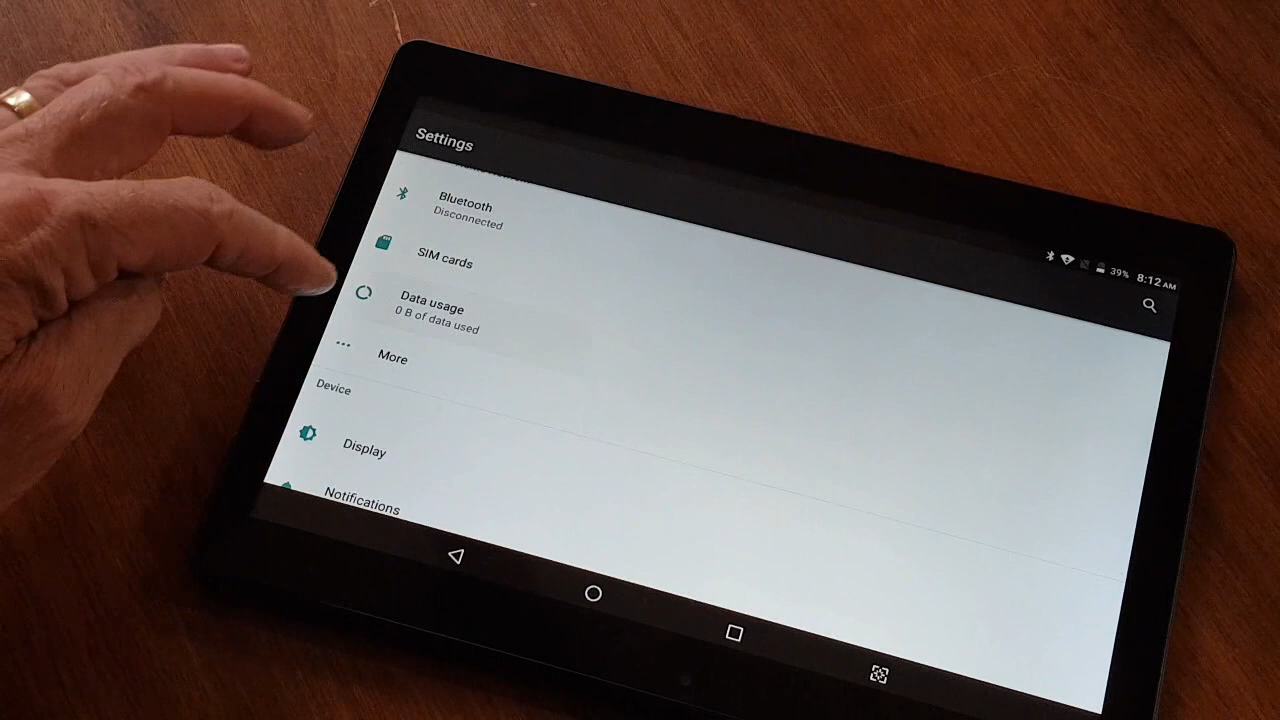 Settings
39% 8:12 AM
Bluetooth
Disconnected
SIM cards
Data usage
0 B of data used
More
Device
Display
Notifications